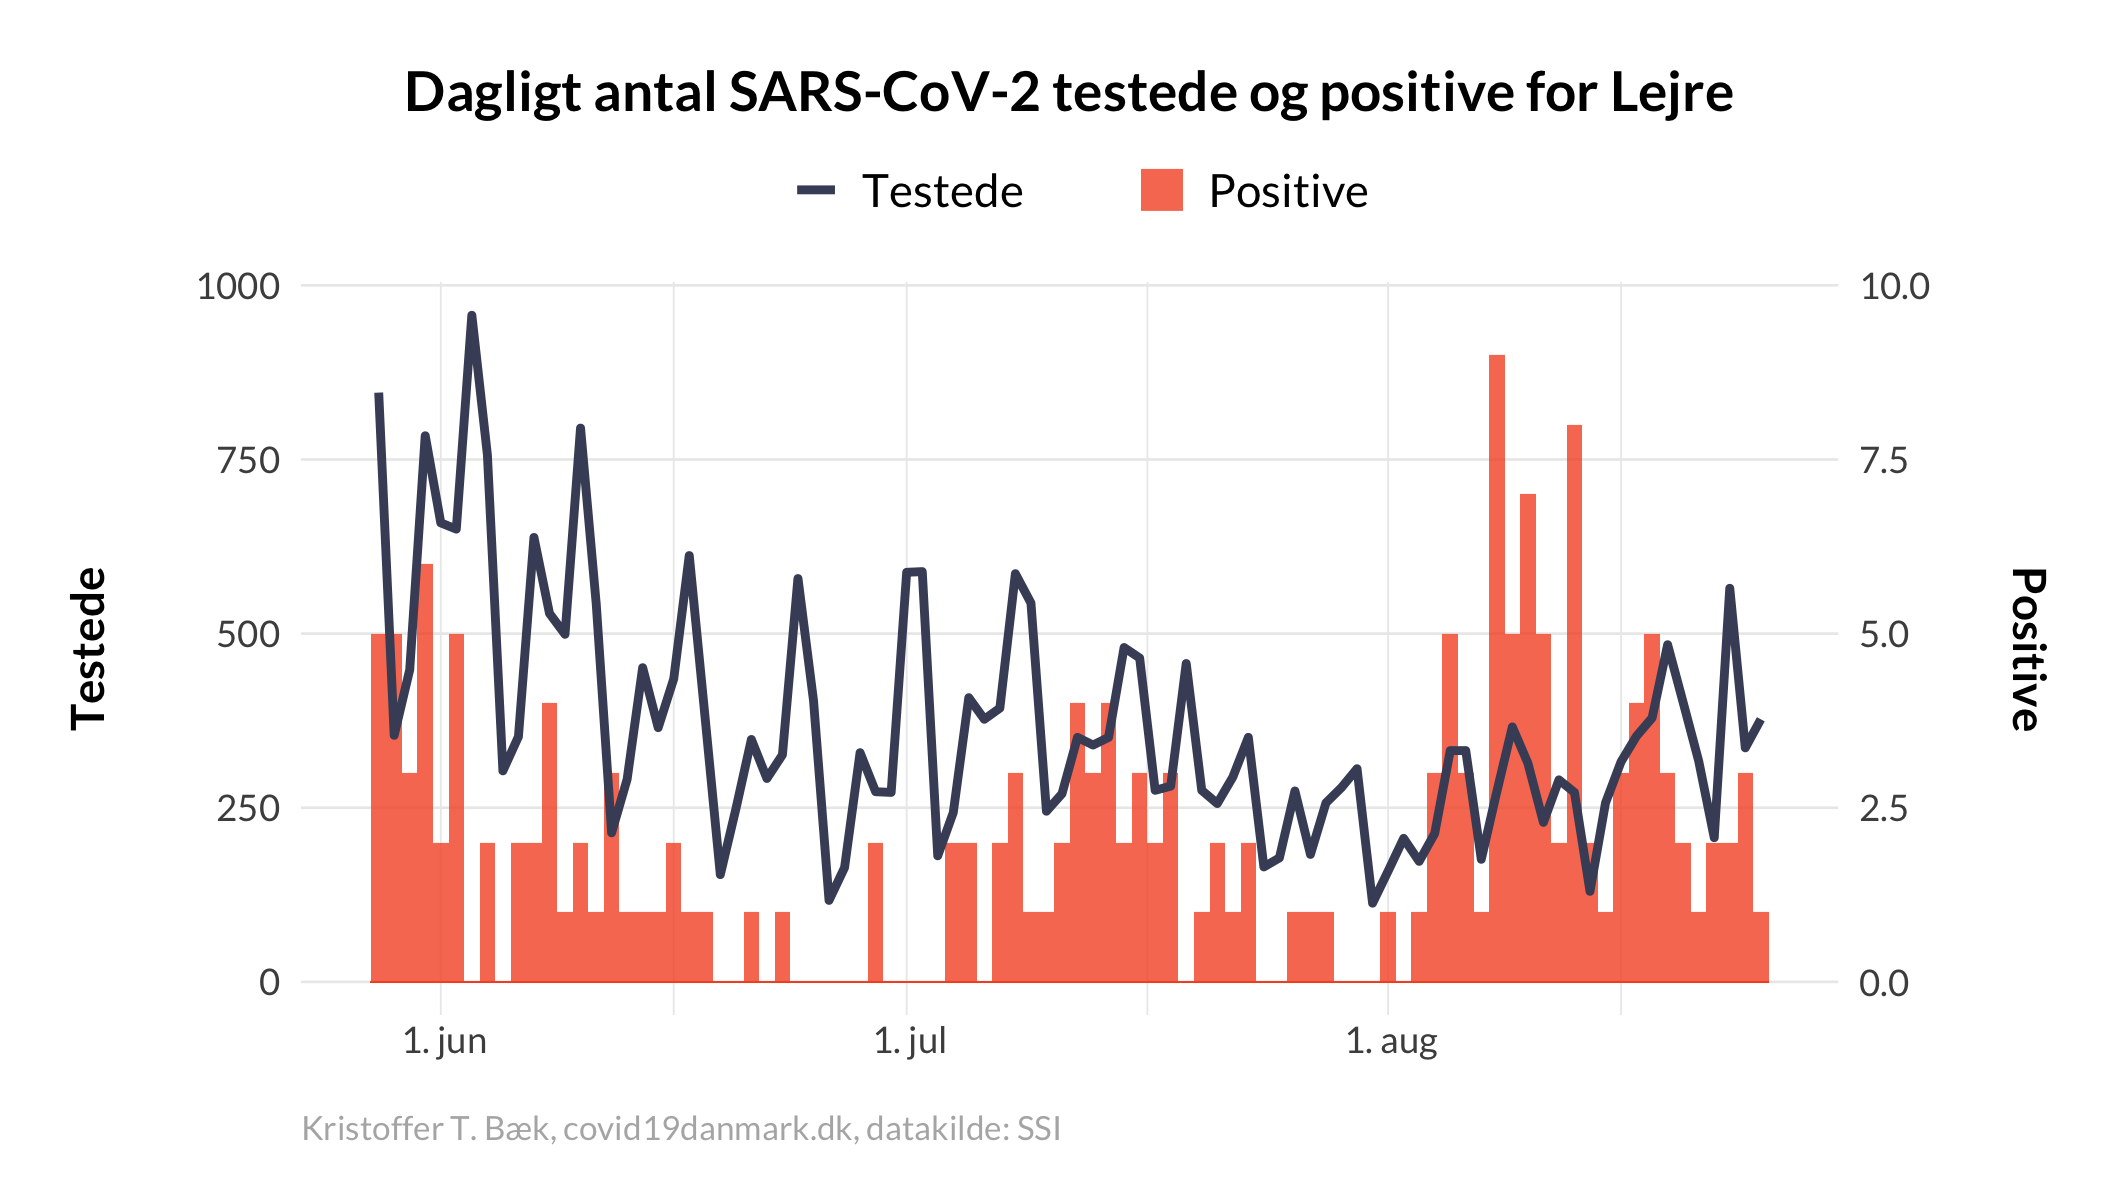 Dagligt antal SARS-CoV-2 testede og positive for Lejre
Testede Positive
1000 10.0
750 7.5
500 5.0
250 2.5
0 0.0
Testede
Positive
1. jun 1. jul 1. aug
Kristoffer T. Bæk, covid19danmark.dk, datakilde: SSI